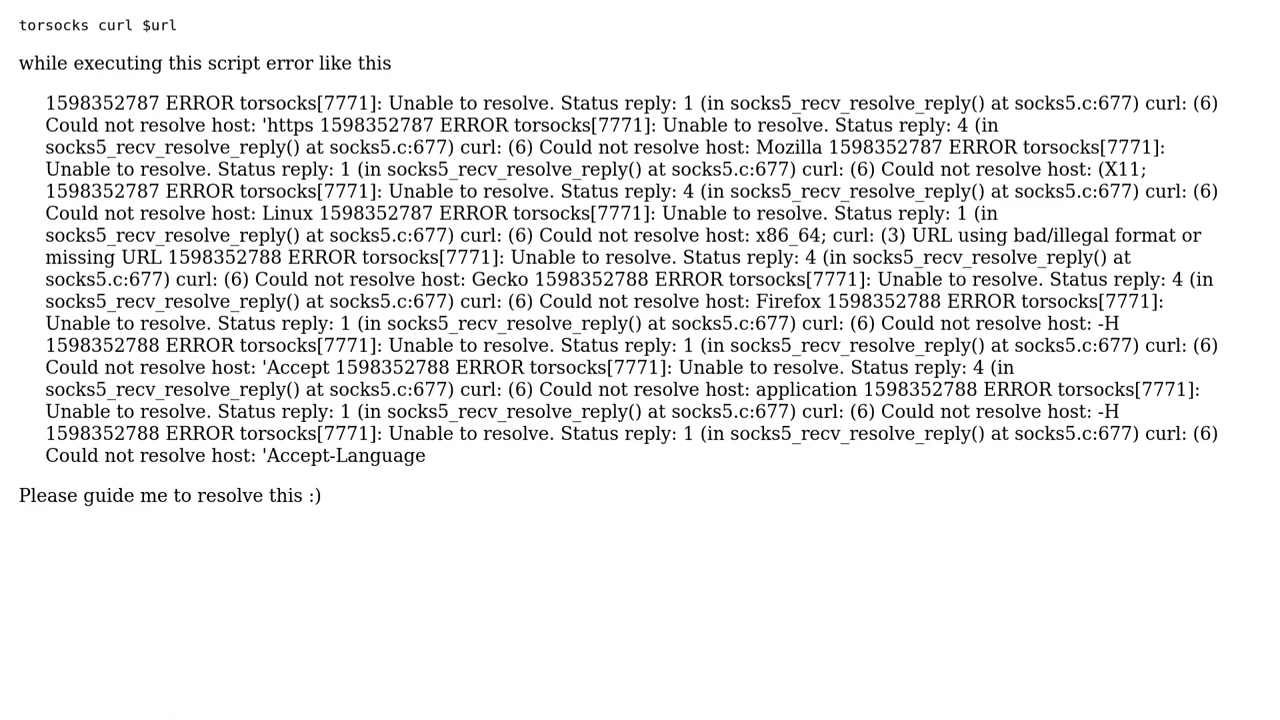 torsocks curl $url
while executing this script error like this
1598352787 ERROR torsocks[7771]: Unable to resolve. Status reply: 1 (in socks5_recv_resolve_reply() at socks5.c:677) curl: (6)
Could not resolve host: 'https 1598352787 ERROR torsocks[7771]: Unable to resolve. Status reply: 4 (in
socks5_recv_resolve_reply() at socks5.c:677) curl: (6) Could not resolve host: Mozilla 1598352787 ERROR torsocks[7771]:
Unable to resolve. Status reply: 1 (in socks5_recv_resolve_reply() at socks5.c:677) curl: (6) Could not resolve host: (X11;
1598352787 ERROR torsocks[7771]: Unable to resolve. Status reply: 4 (in socks5_recv_resolve_reply() at socks5.c:677) curl: (6)
Could not resolve host: Linux 1598352787 ERROR torsocks[7771]: Unable to resolve. Status reply: 1 (in
socks5_recv_resolve_reply() at socks5.c:677) curl: (6) Could not resolve host: x86_64; curl: (3) URL using bad/illegal format or
missing URL 1598352788 ERROR torsocks[7771]: Unable to resolve. Status reply: 4 (in socks5_recv_resolve_reply() at
socks5.c:677) curl: (6) Could not resolve host: Gecko 1598352788 ERROR torsocks[7771]: Unable to resolve. Status reply: 4 (in
socks5_recv_resolve_reply() at socks5.c:677) curl: (6) Could not resolve host: Firefox 1598352788 ERROR torsocks[7771]:
Unable to resolve. Status reply: 1 (in socks5_recv_resolve_reply() at socks5.c:677) curl: (6) Could not resolve host: -H
1598352788 ERROR torsocks[7771]: Unable to resolve. Status reply: 1 (in socks5_recv_resolve_reply() at socks5.c:677) curl: (6)
Could not resolve host: 'Accept 1598352788 ERROR torsocks[7771]: Unable to resolve. Status reply: 4 (in
socks5_recv_resolve_reply() at socks5.c:677) curl: (6) Could not resolve host: application 1598352788 ERROR torsocks[7771]:
Unable to resolve. Status reply: 1 (in socks5_recv_resolve_reply() at socks5.c:677) curl: (6) Could not resolve host: -H
1598352788 ERROR torsocks[7771]: Unable to resolve. Status reply: 1 (in socks5_recv_resolve_reply() at socks5.c:677) curl: (6)
Could not resolve host: 'Accept-Language
Please guide me to resolve this :)